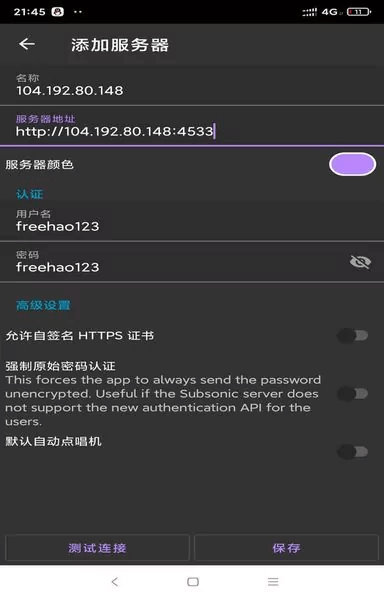 21:45
4G
11
添加服务器
名称
104.192.80.148
服务器地址
http://104.192.80.148:4533
服务器颜色
认证
用户名
freehao123
密码
freehao123
高级设置
允许自签名 HTTPS 证书
强制原始密码认证
This forces the app to always send the password
unencrypted. Useful if the Subsonic server does
not support the new authentication API for the
users.
默认自动点唱机
测试连接
保存